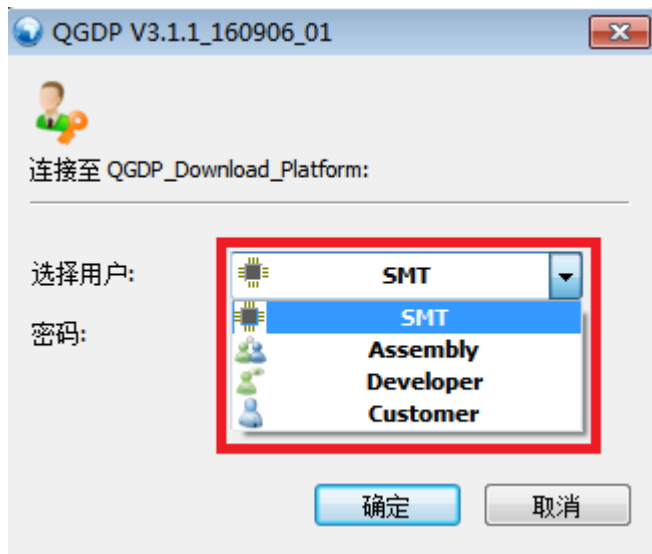 QGDP V3.1.1_160906_01
连接至 QGDP_Download_Platform:
选择用户:
SMT
SMT
密码:
Assembly
Developer
Customer
确定
取消